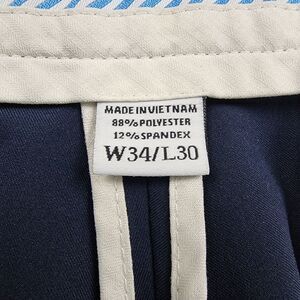 MADE IN VIETNAM
88% POLYESTER
12% SPANDEX
W34/L30